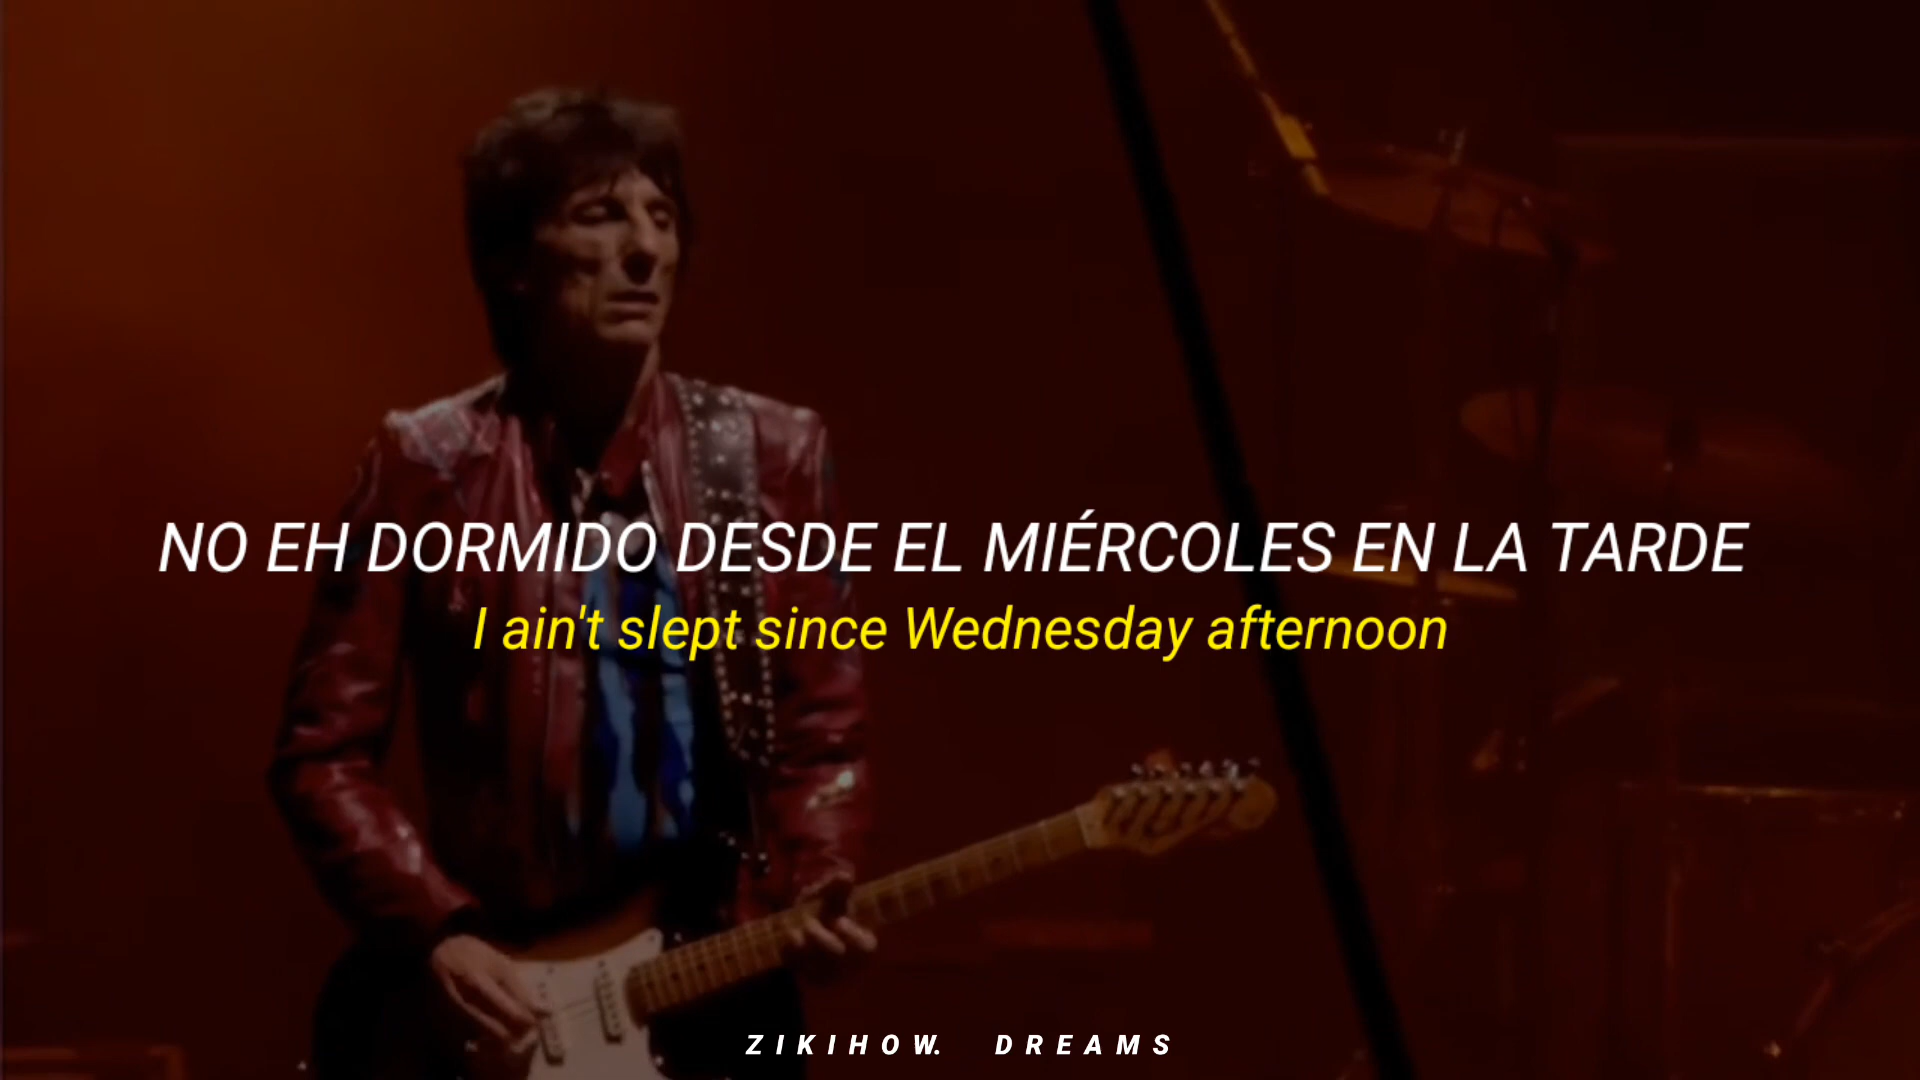 NO EH DORMIDO DESDE EL MIÉRCOLES EN LA TARDE
I ain't slept since Wednesday afternoon
ZIKIHOW. DREAMS